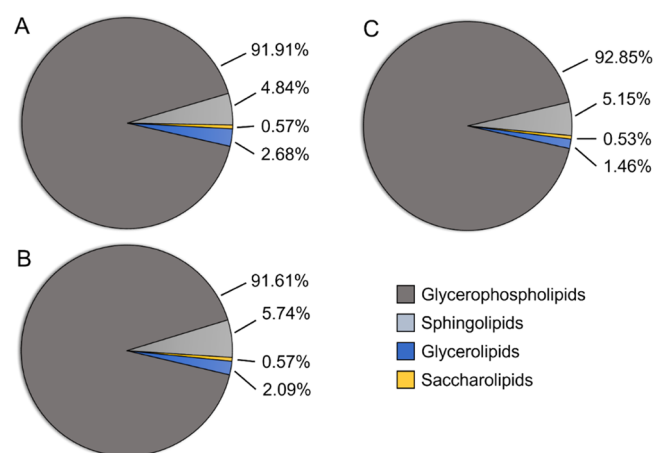 A
91.91%
4.84%
0.57%
2.68%
C
92.85%
5.15%
0.53%
1.46%
B
91.61%
5.74%
0.57%
2.09%
Glycerophospholipids
Sphingolipids
Glycerolipids
Saccharolipids